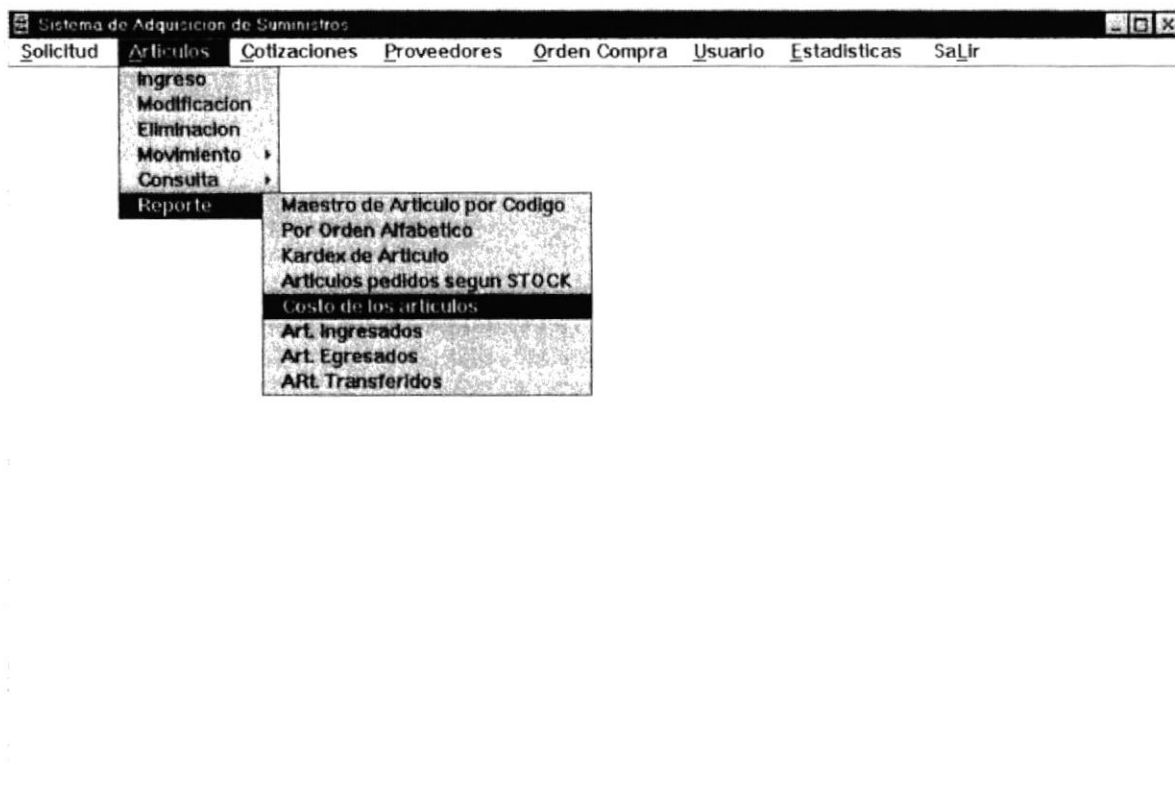 Sistema de Adquisicion de Suministros
Solicitud Articulos Cotizaciones Proveedores Orden Compra Usuario Estadisticas SaLir
Ingreso
Modificacion
Eliminacion
Movimiento
Consulta
Reporte
Maestro de Articulo por Codigo
Por Orden Alfabetico
Kardex de Articulo
Articulos pedidos segun STOCK
Costo de los articulos
Art. Ingresados
Art. Egresados
ARt. Transferidos